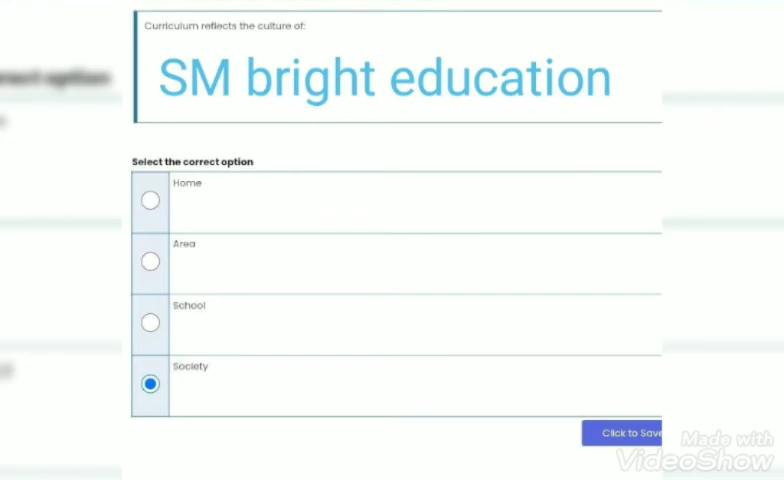 Curriculum reflects the culture of:
SM bright education
Select the correct option
Home
Area
School
Society
Click to Save
Made with
VideoShow